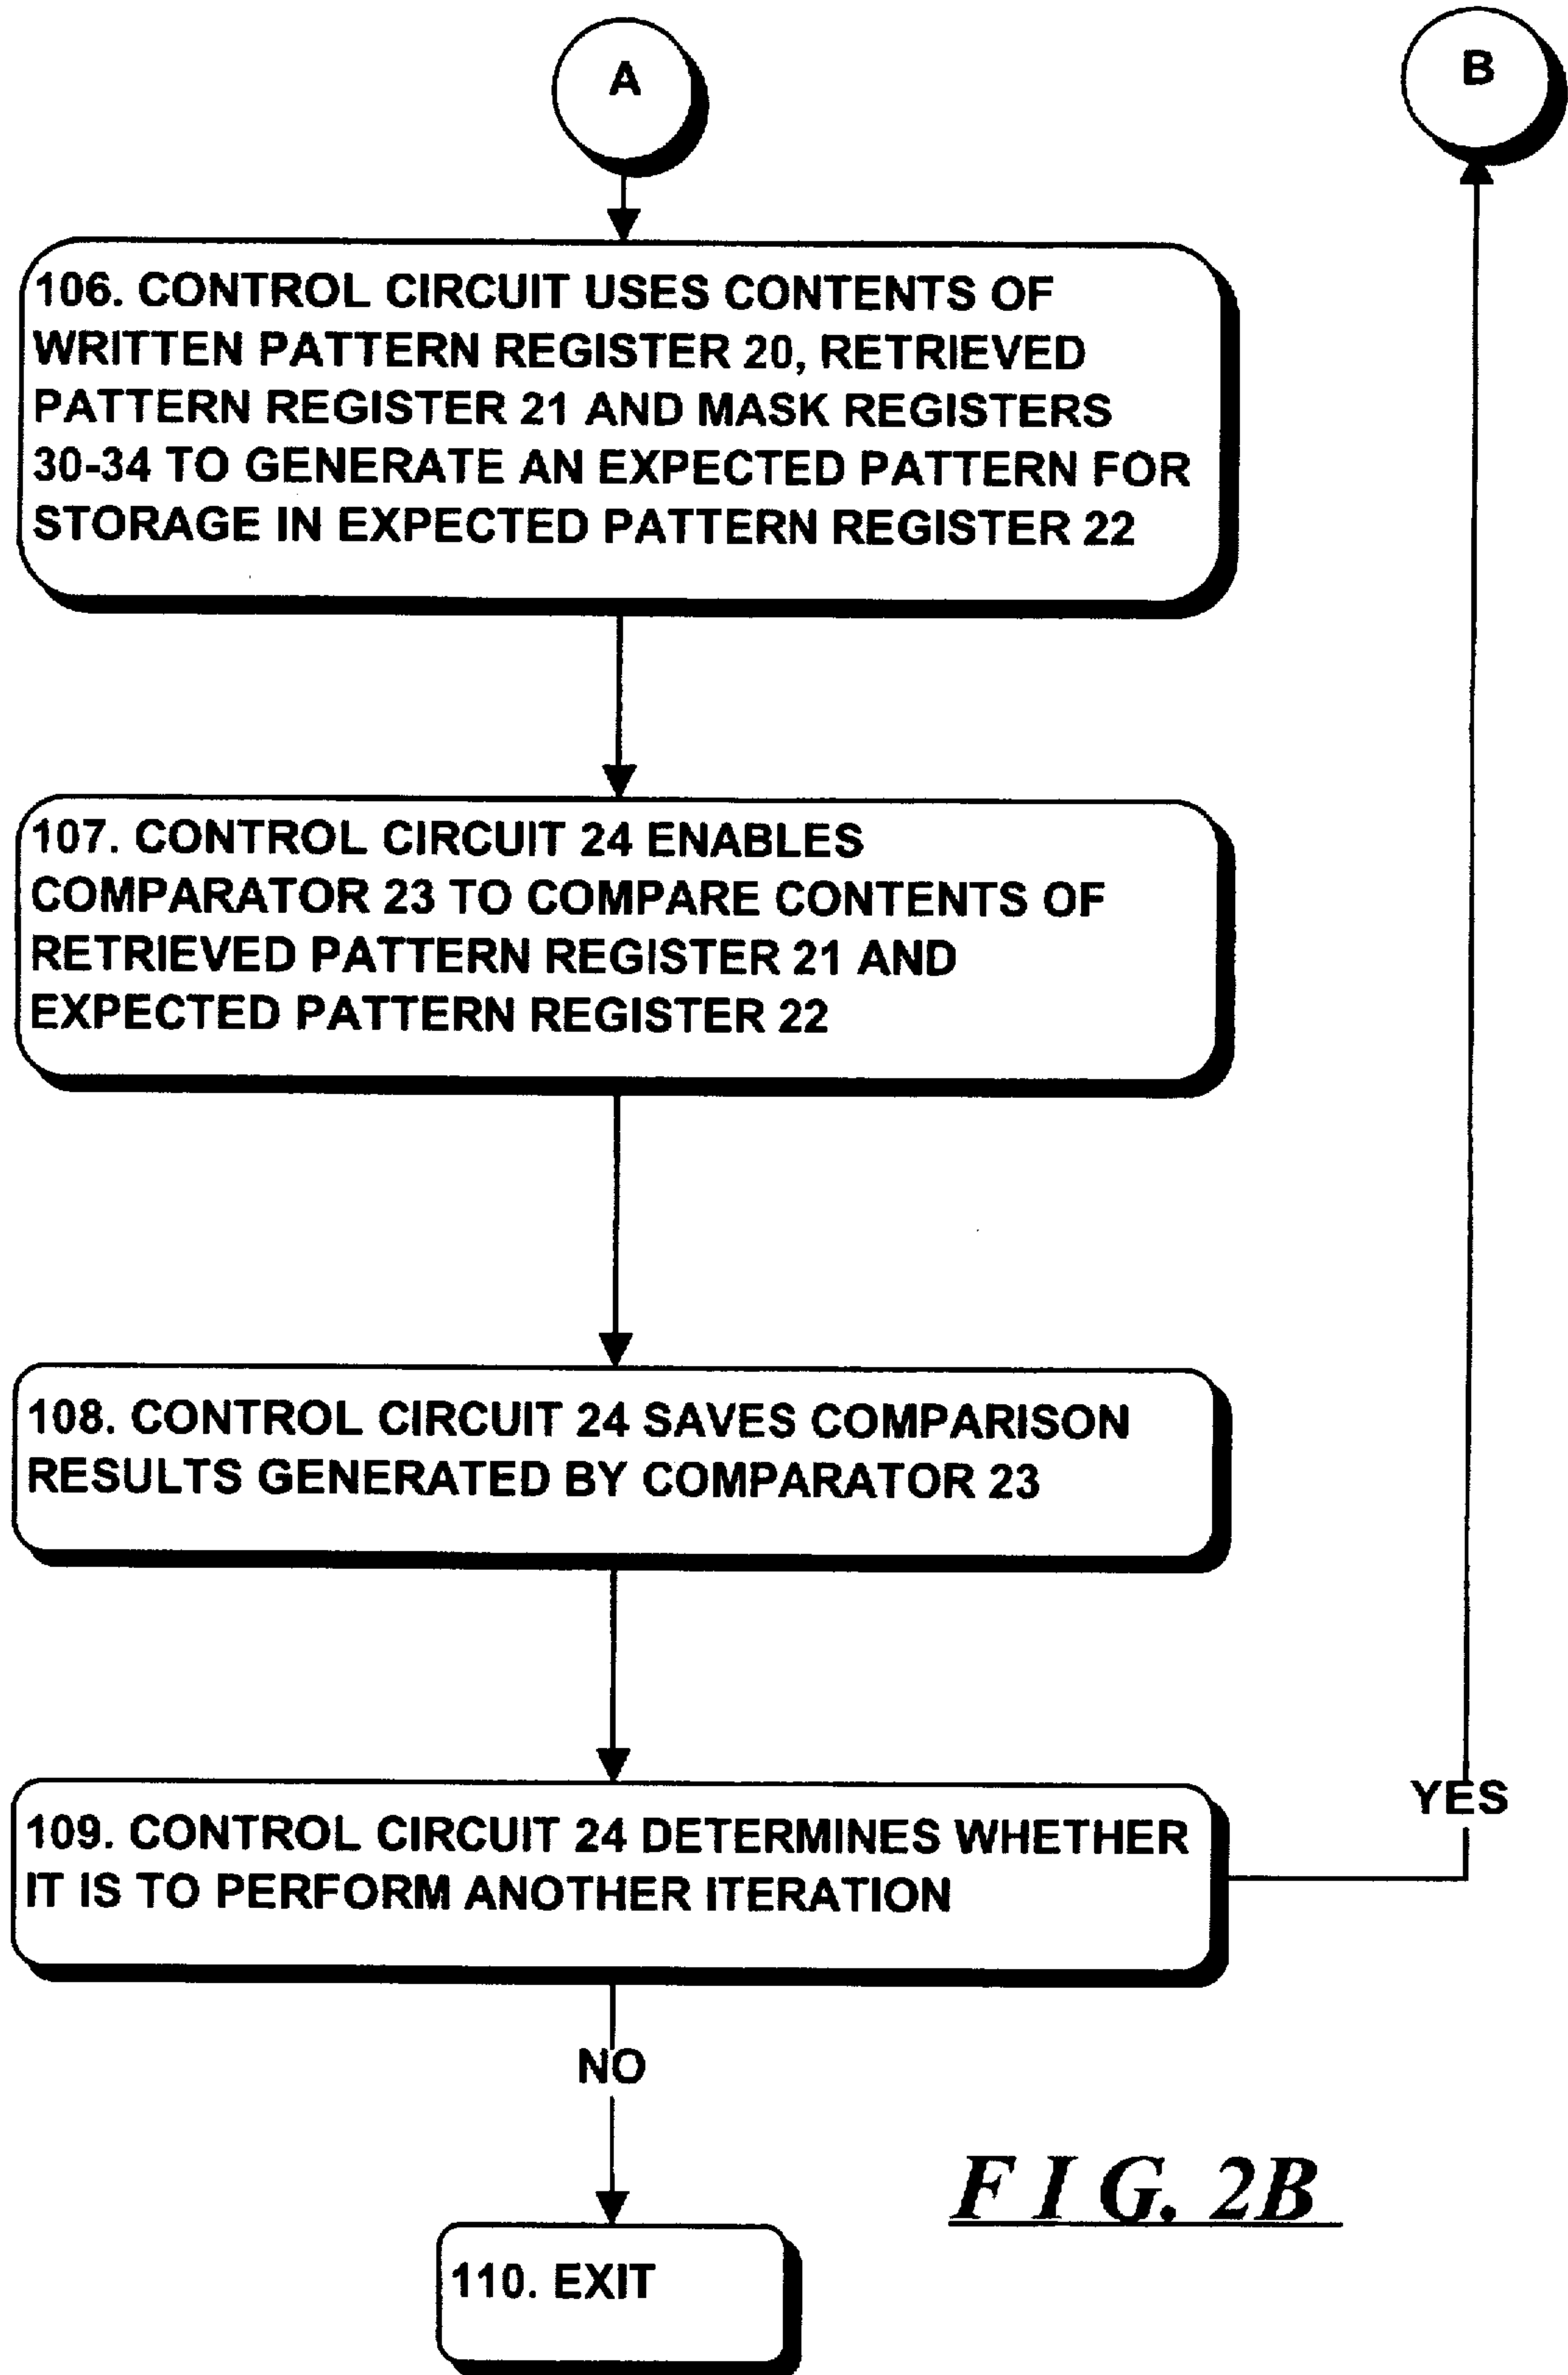 A
B
106. CONTROL CIRCUIT USES CONTENTS OF
WRITTEN PATTERN REGISTER 20, RETRIEVED
PATTERN REGISTER 21 AND MASK REGISTERS
30-34 TO GENERATE AN EXPECTED PATTERN FOR
STORAGE IN EXPECTED PATTERN REGISTER 22
107. CONTROL CIRCUIT 24 ENABLES
COMPARATOR 23 TO COMPARE CONTENTS OF
RETRIEVED PATTERN REGISTER 21 AND
EXPECTED PATTERN REGISTER 22
108. CONTROL CIRCUIT 24 SAVES COMPARISON
RESULTS GENERATED BY COMPARATOR 23
YES
109. CONTROL CIRCUIT 24 DETERMINES WHETHER
IT IS TO PERFORM ANOTHER ITERATION
NO
110. EXIT
F I G. 2B